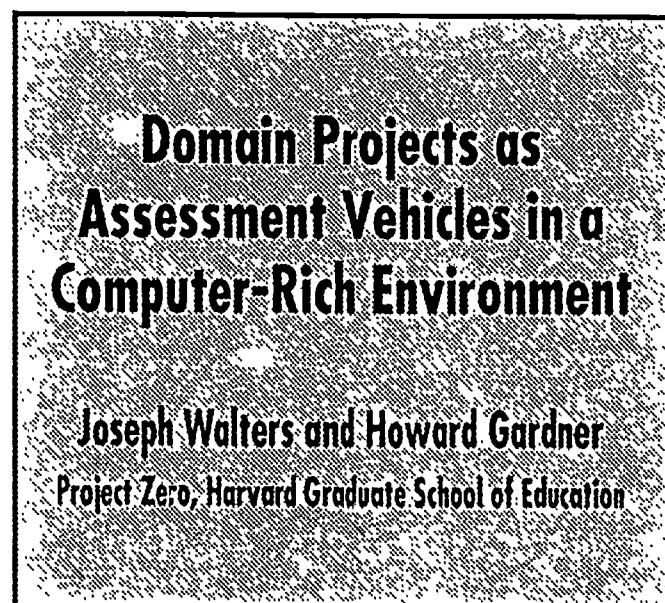 Domain Projects as
Assessment Vehicles in a
Computer-Rich Environment
Joseph Walters and Howard Gardner
Project Zero, Harvard Graduate School of Education